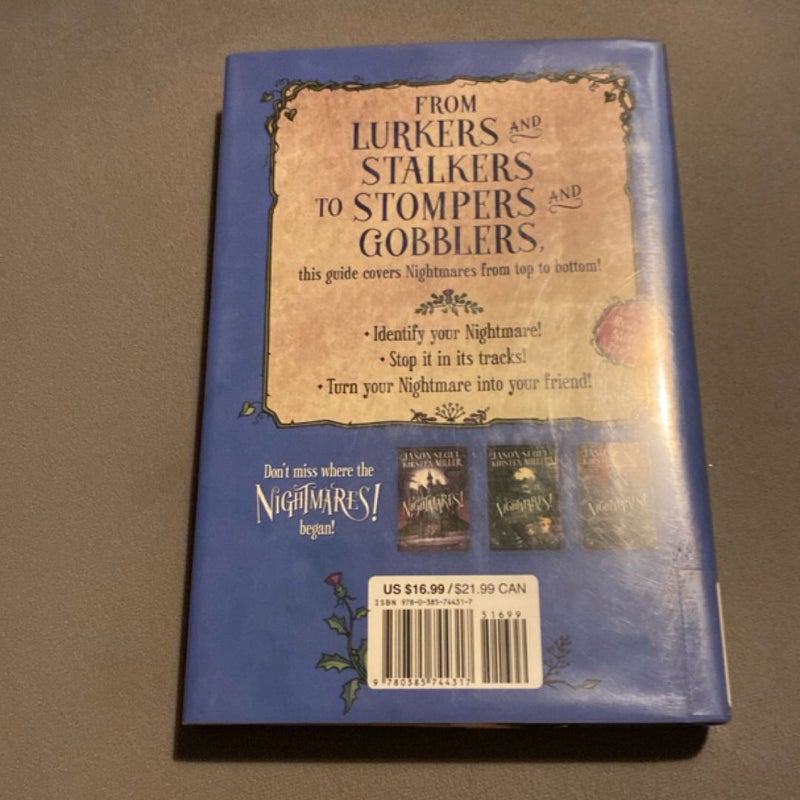 FROM
LURKERS AND
STALKERS
TO STOMPERS AND
GOBBLERS,
this guide covers Nightmares from top to bottom!
• Identify your Nightmare!
• Stop it in its tracks!
• Turn your Nightmare into your friend!
Don't miss where the
NIGHTMARES!
began!
JASON SEGEL
KIRSTEN MILLER
NIGHTMARES!
JASON SEGEL
KIRSTEN MILLER
NIGHTMARES!
JASON SEGEL
NIGHTMARES!
US $16.99 / $21.99 CAN
ISBN 978-0-385-74431-7
51699
9 780385 744317